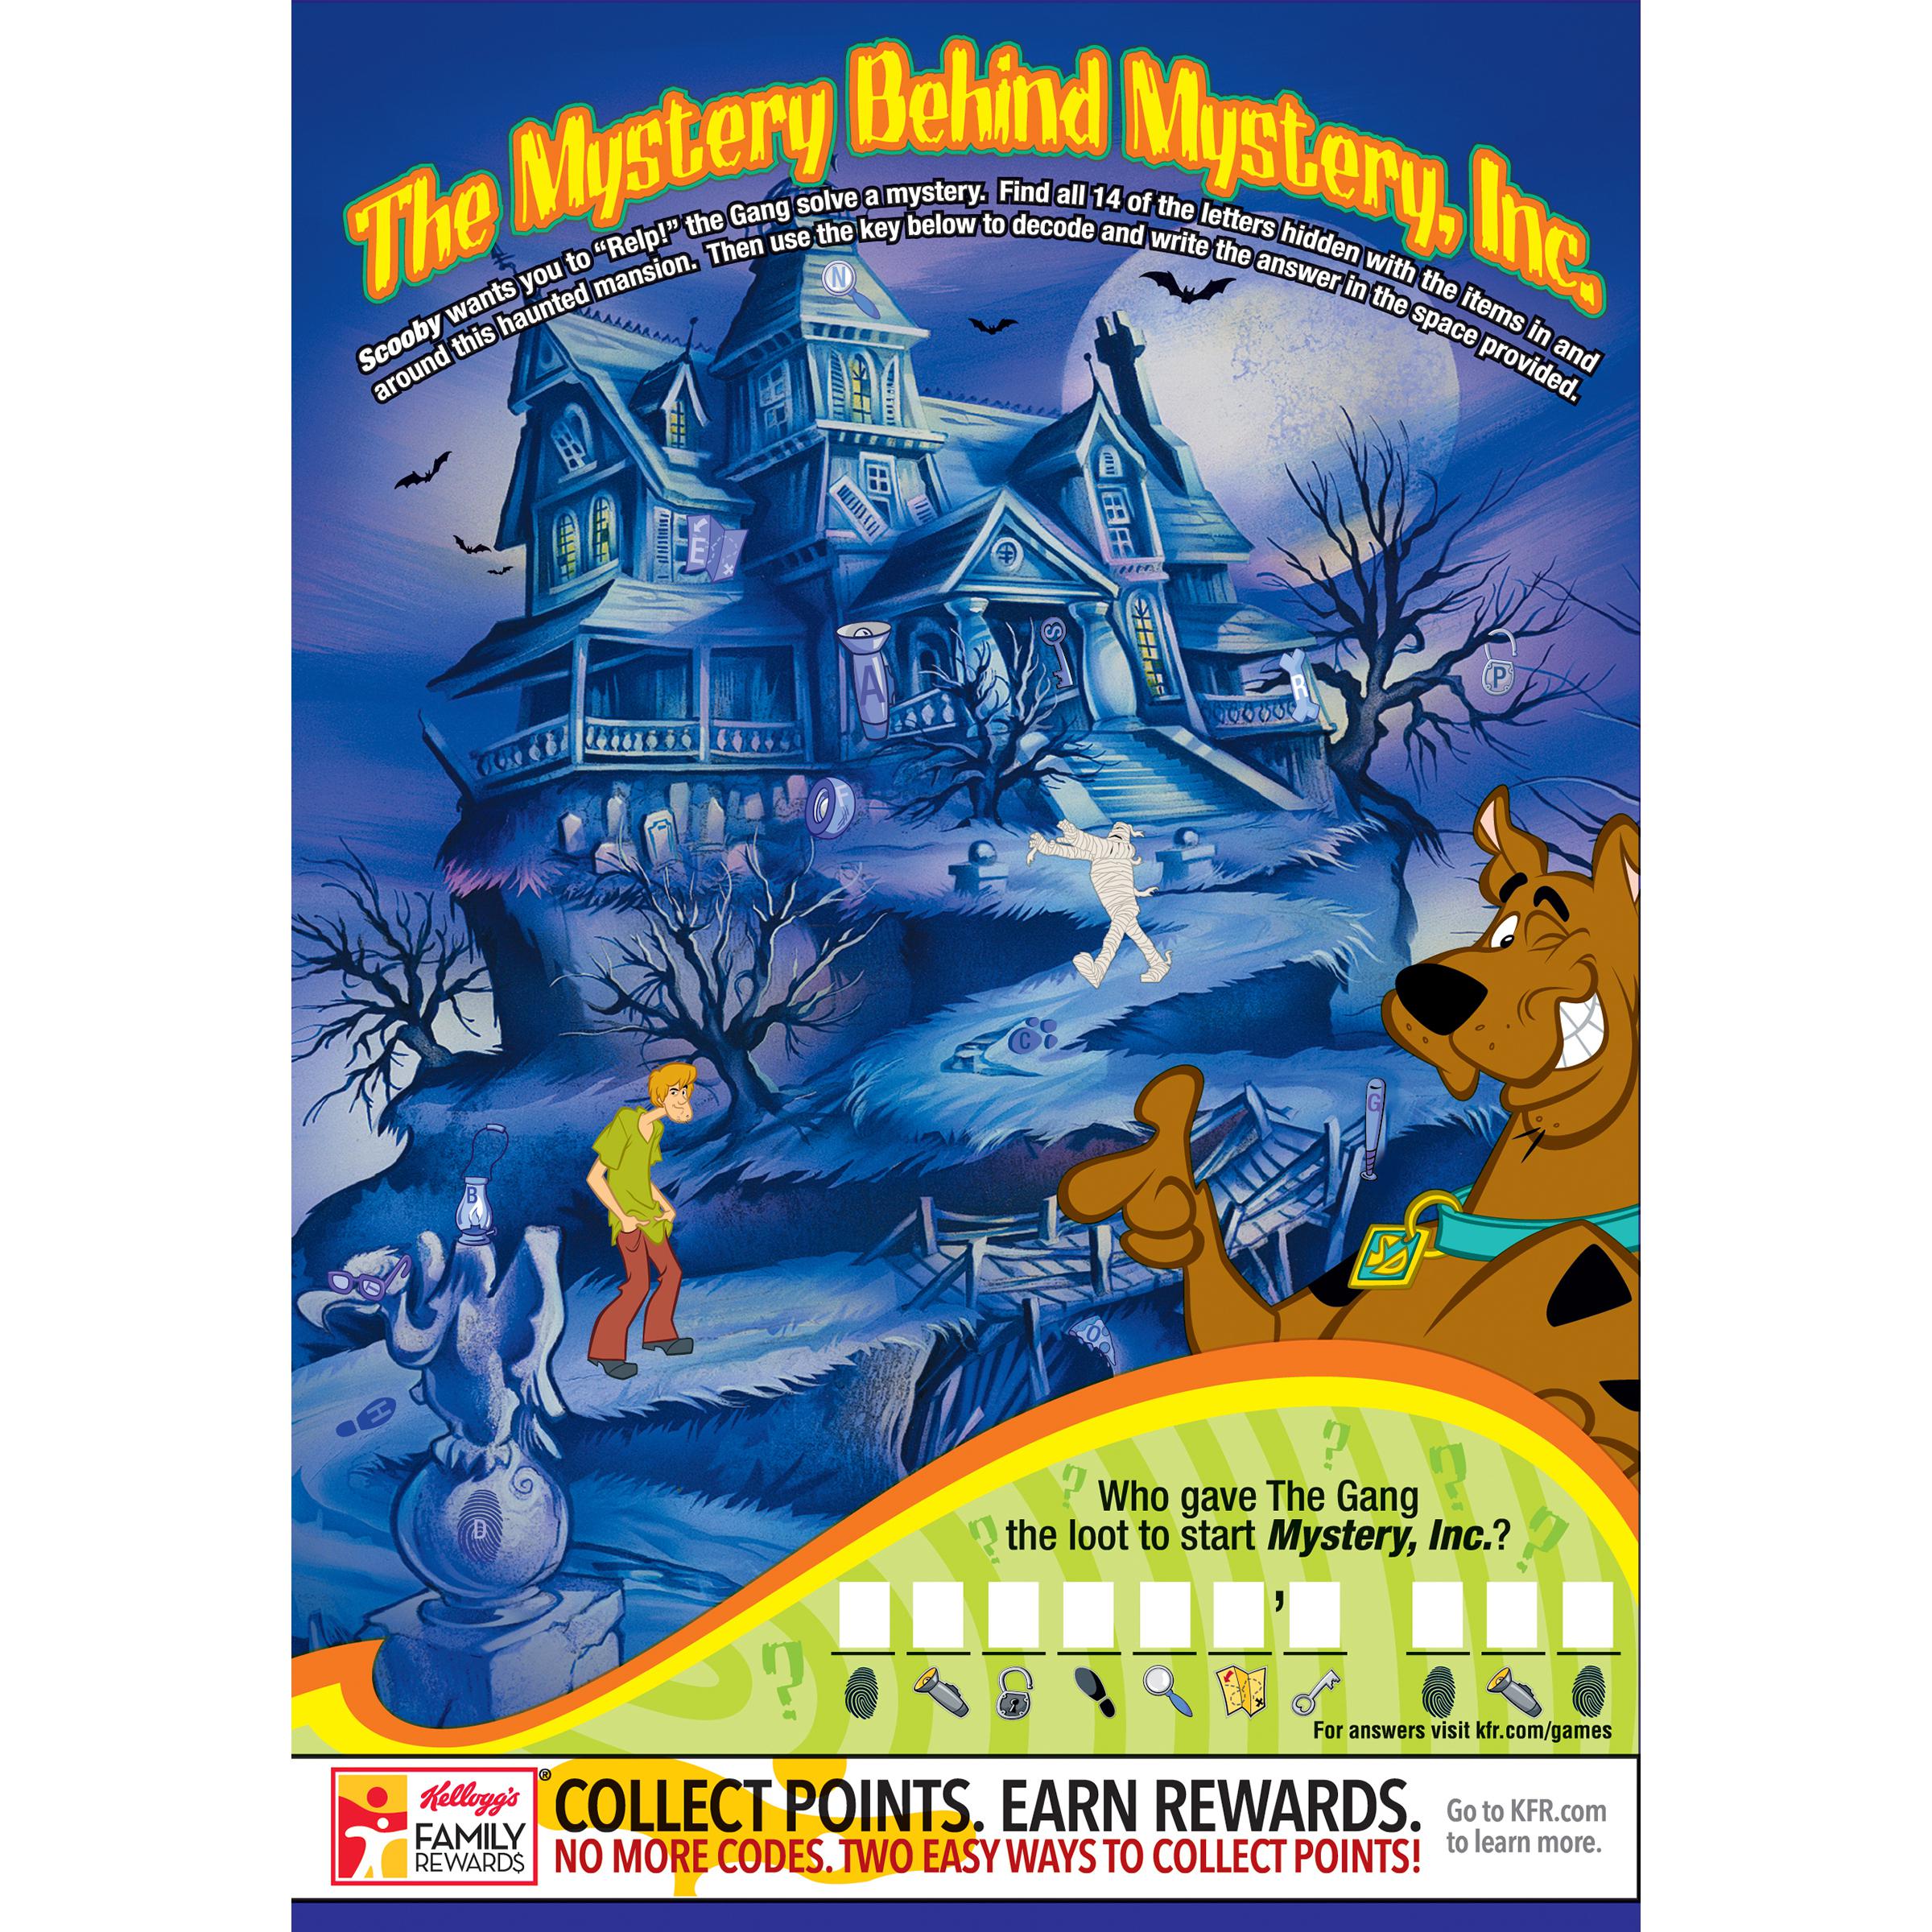 The Mystery Behind Mystery, Inc.
Scooby wants you to “Relp!” the Gang solve a mystery. Find all 14 of the letters hidden with the items in and
around this haunted mansion. Then use the key below to decode and write the answer in the space provided.
N
E
S
A
R
P
F
C
G
B
T
O
H
D
Who gave The Gang
the loot to start Mystery, Inc.?
,
For answers visit kfr.com/games
Kellogg's ®
FAMILY
REWARD$
COLLECT POINTS. EARN REWARDS.
NO MORE CODES. TWO EASY WAYS TO COLLECT POINTS!
Go to KFR.com
to learn more.